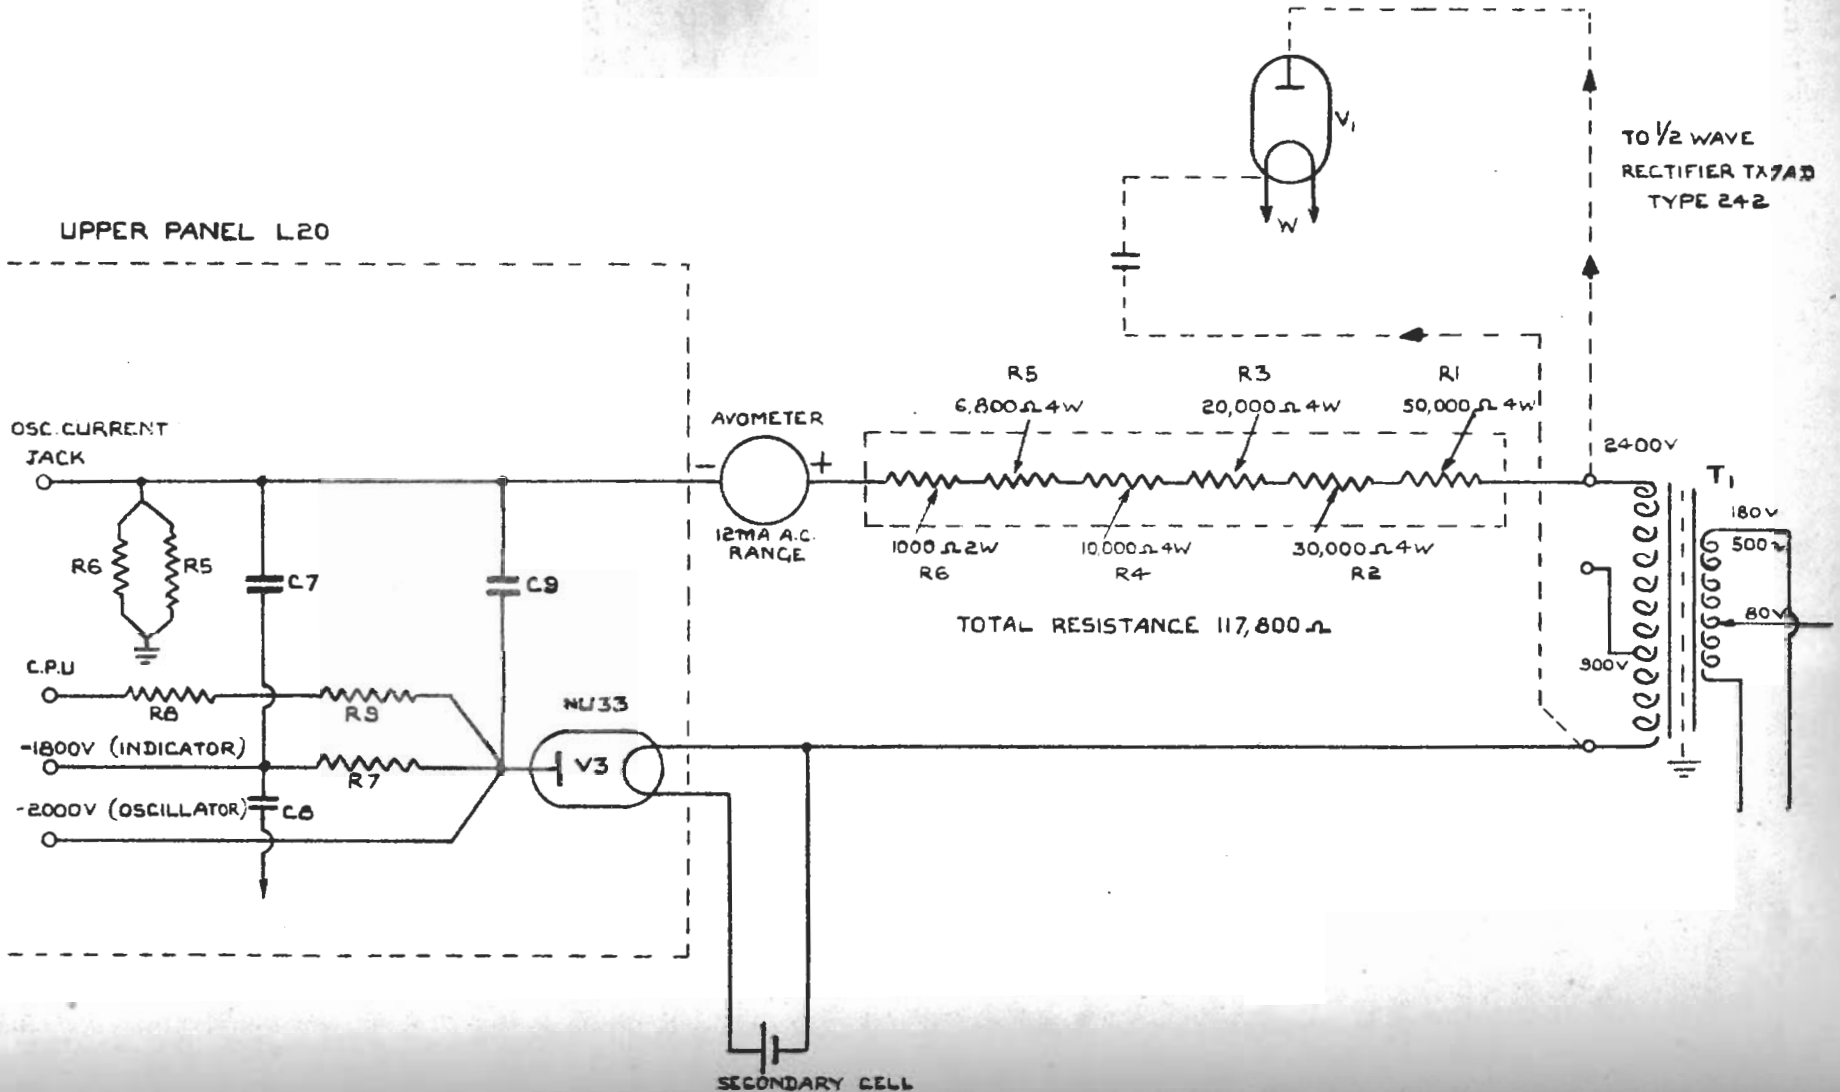 TO 1/2 WAVE
RECTIFIER TX7AD
TYPE 242
V1
W
UPPER PANEL L20
R5
6,800Ω 4W
R3
20,000Ω 4W
R1
50,000Ω 4W
OSC. CURRENT
JACK
AVOMETER
- +
12MA A.C.
RANGE
1000Ω 2W
R6
10,000Ω 4W
R4
30,000Ω 4W
R2
TOTAL RESISTANCE 117,800Ω
2400V
T1
180V
500~
80V
900V
R6
R5
C7
C9
C.P.U
R8
R9
NU33
V3
-1800V (INDICATOR)
R7
-2000V (OSCILLATOR)
C8
SECONDARY CELL